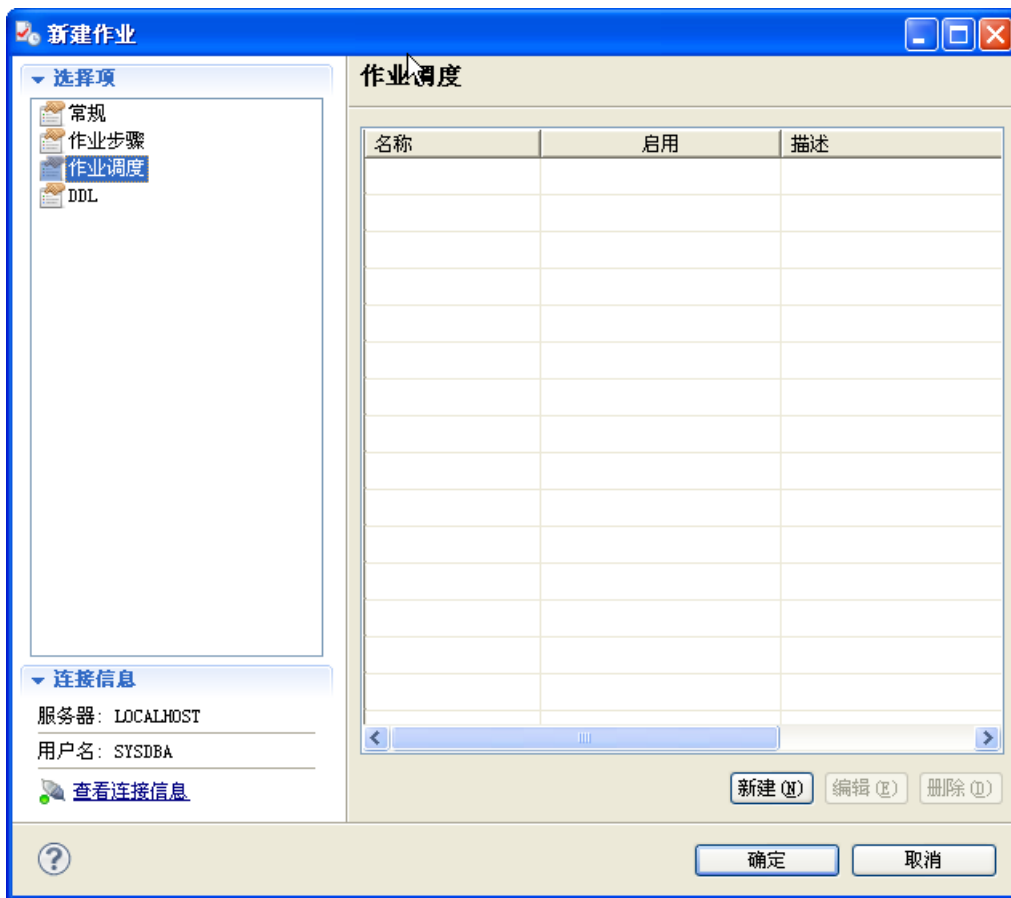 新建作业
选择项
常规
作业步骤
作业调度
DDL
连接信息
服务器: LOCALHOST
用户名: SYSDBA
查看连接信息
作业调度
名称 启用 描述
新建(N) 编辑(E) 删除(D)
确定 取消